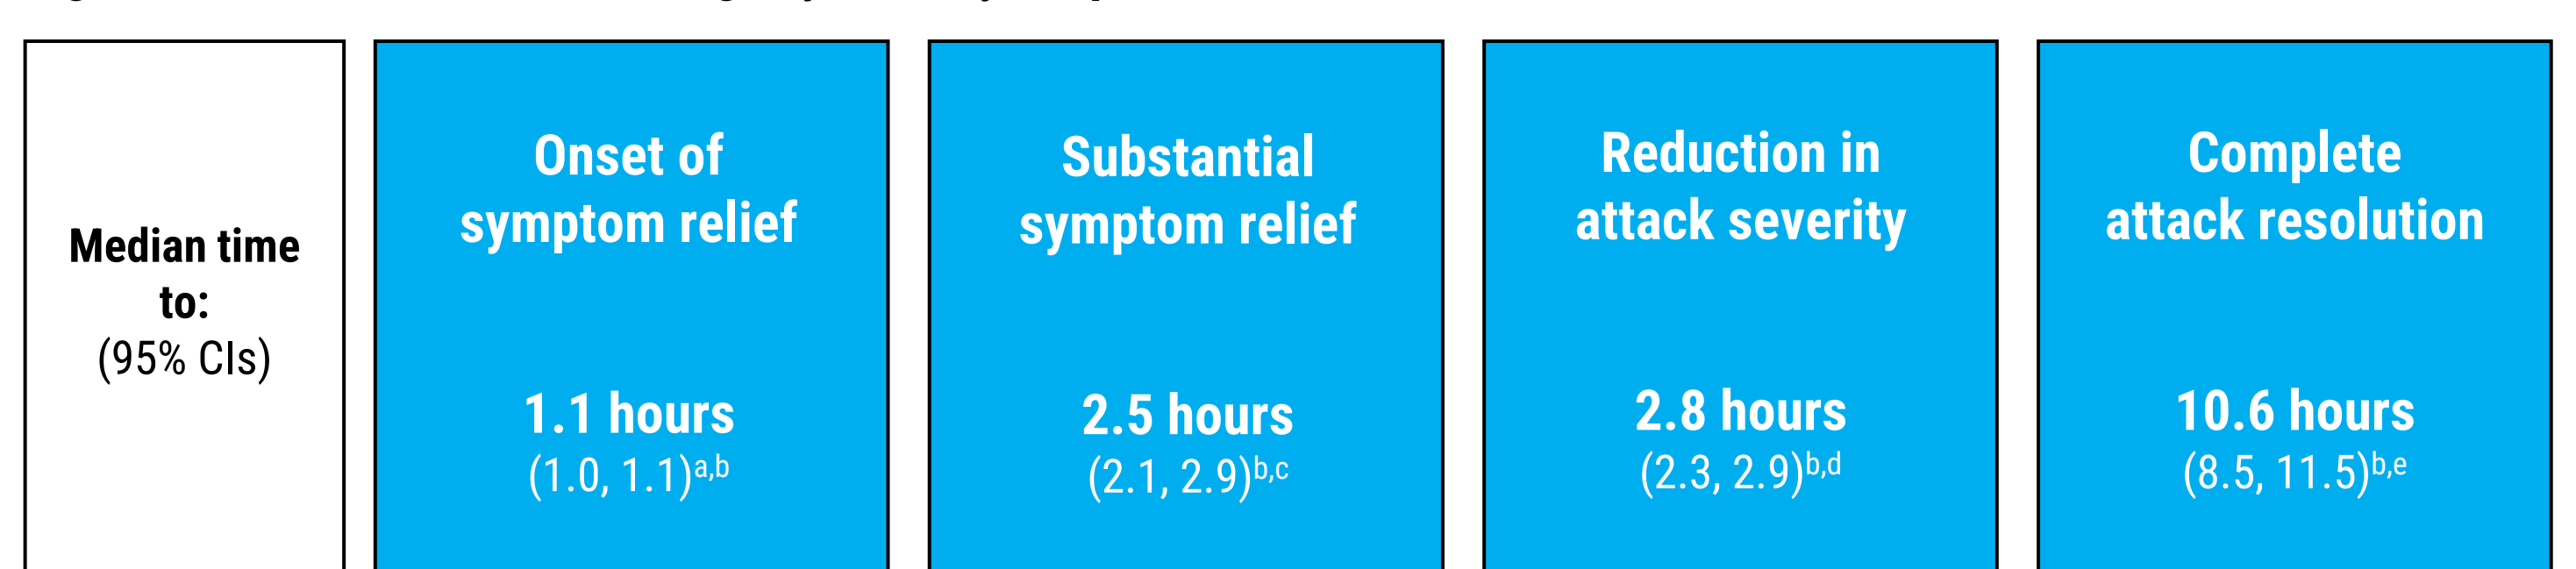 Median time
to:
(95% CIs)
Onset of
symptom relief
1.1 hours
(1.0, 1.1)a,b
Substantial
symptom relief
2.5 hours
(2.1, 2.9)b,c
Reduction in
attack severity
2.8 hours
(2.3, 2.9)b,d
Complete
attack resolution
10.6 hours
(8.5, 11.5)b,e